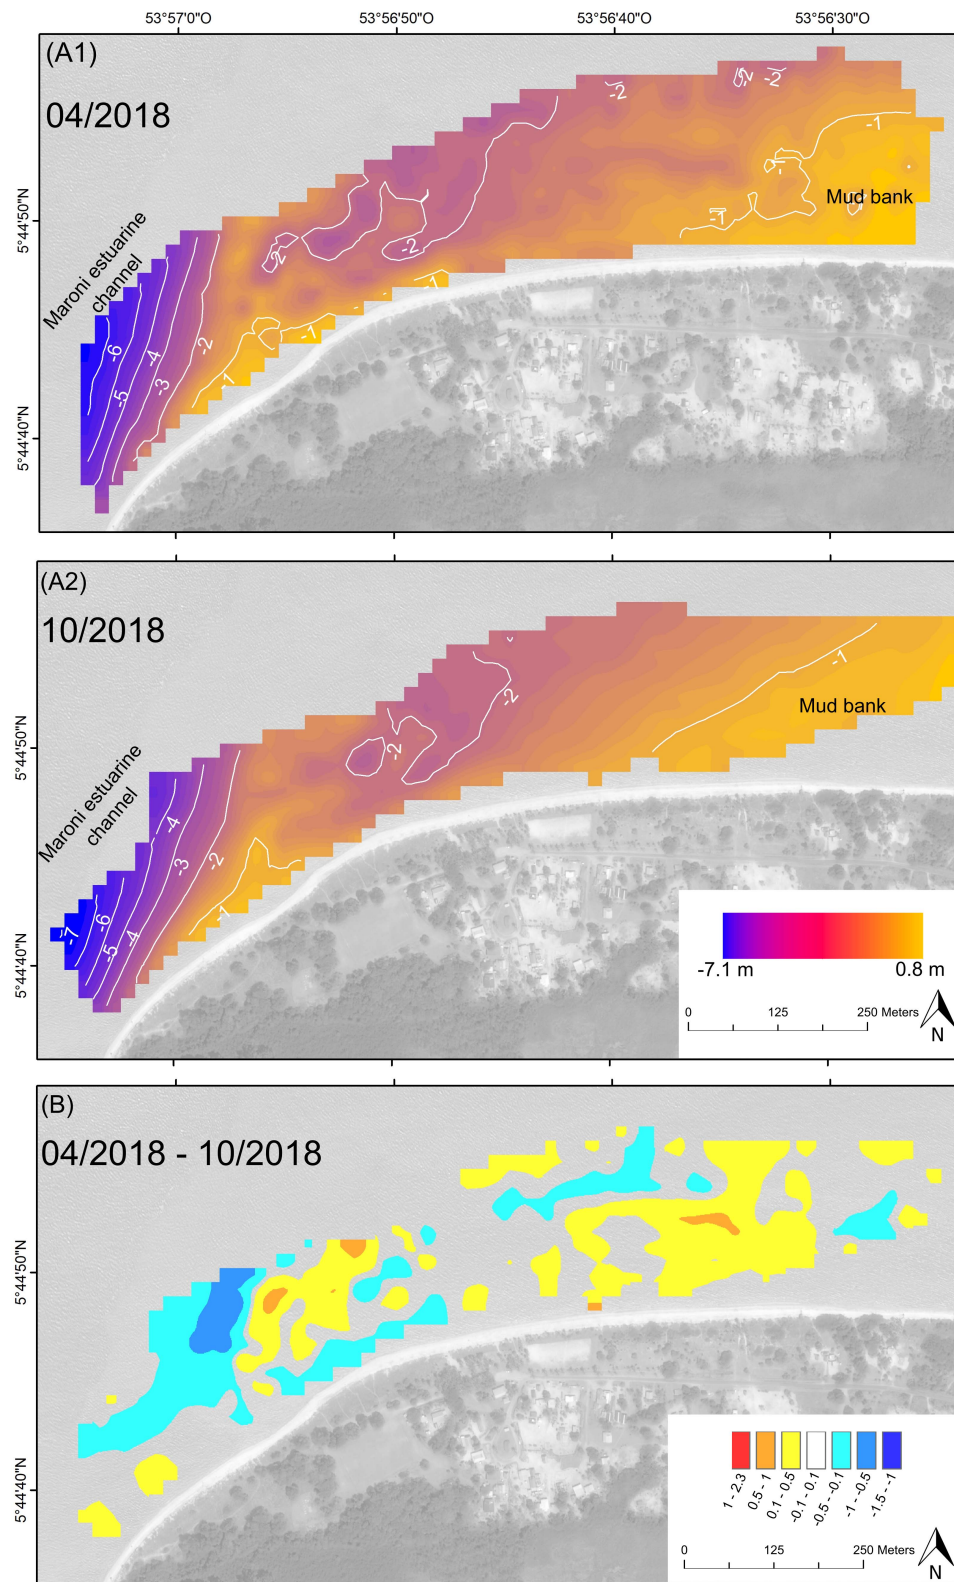 53°57'0"O 53°56'50"O 53°56'40"O 53°56'30"O
(A1)
04/2018
5°44'50"N
5°44'40"N
Maroni estuarine
channel
Mud bank
-2
-2
-2
-1
-1
-1
-2
-2
-1
-1
-1
-2
-3
-4
-5
-6
(A2)
10/2018
5°44'50"N
5°44'40"N
Maroni estuarine
channel
Mud bank
-1
-2
-2
-4
-3
-2
-1
-6
-7
-5
-4
-7.1 m 0.8 m
0 125 250 Meters
N
(B)
04/2018 - 10/2018
5°44'50"N
5°44'40"N
1 - 2.3
0.5 - 1
0.1 - 0.5
-0.1 - 0.1
-0.5 - -0.1
-1 - -0.5
-1.5 - -1
0 125 250 Meters
N